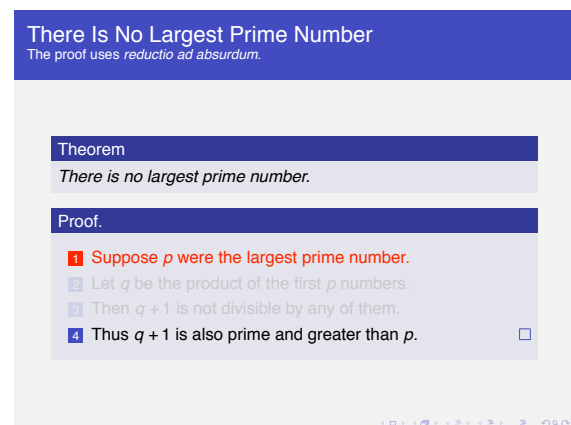 There Is No Largest Prime Number
The proof uses reductio ad absurdum.
Theorem
There is no largest prime number.
Proof.
1 Suppose p were the largest prime number.
2 Let q be the product of the first p numbers.
3 Then q + 1 is not divisible by any of them.
4 Thus q + 1 is also prime and greater than p.